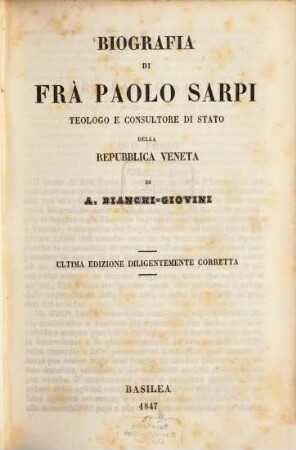 BIOGRAFIA
DI
FRÀ PAOLO SARPI
TEOLOGO E CONSULTORE DI STATO
DELLA
REPUBBLICA VENETA
DI
A. BIANCHI-GIOVINI
ULTIMA EDIZIONE DILIGENTEMENTE CORRETTA
BASILEA
1847